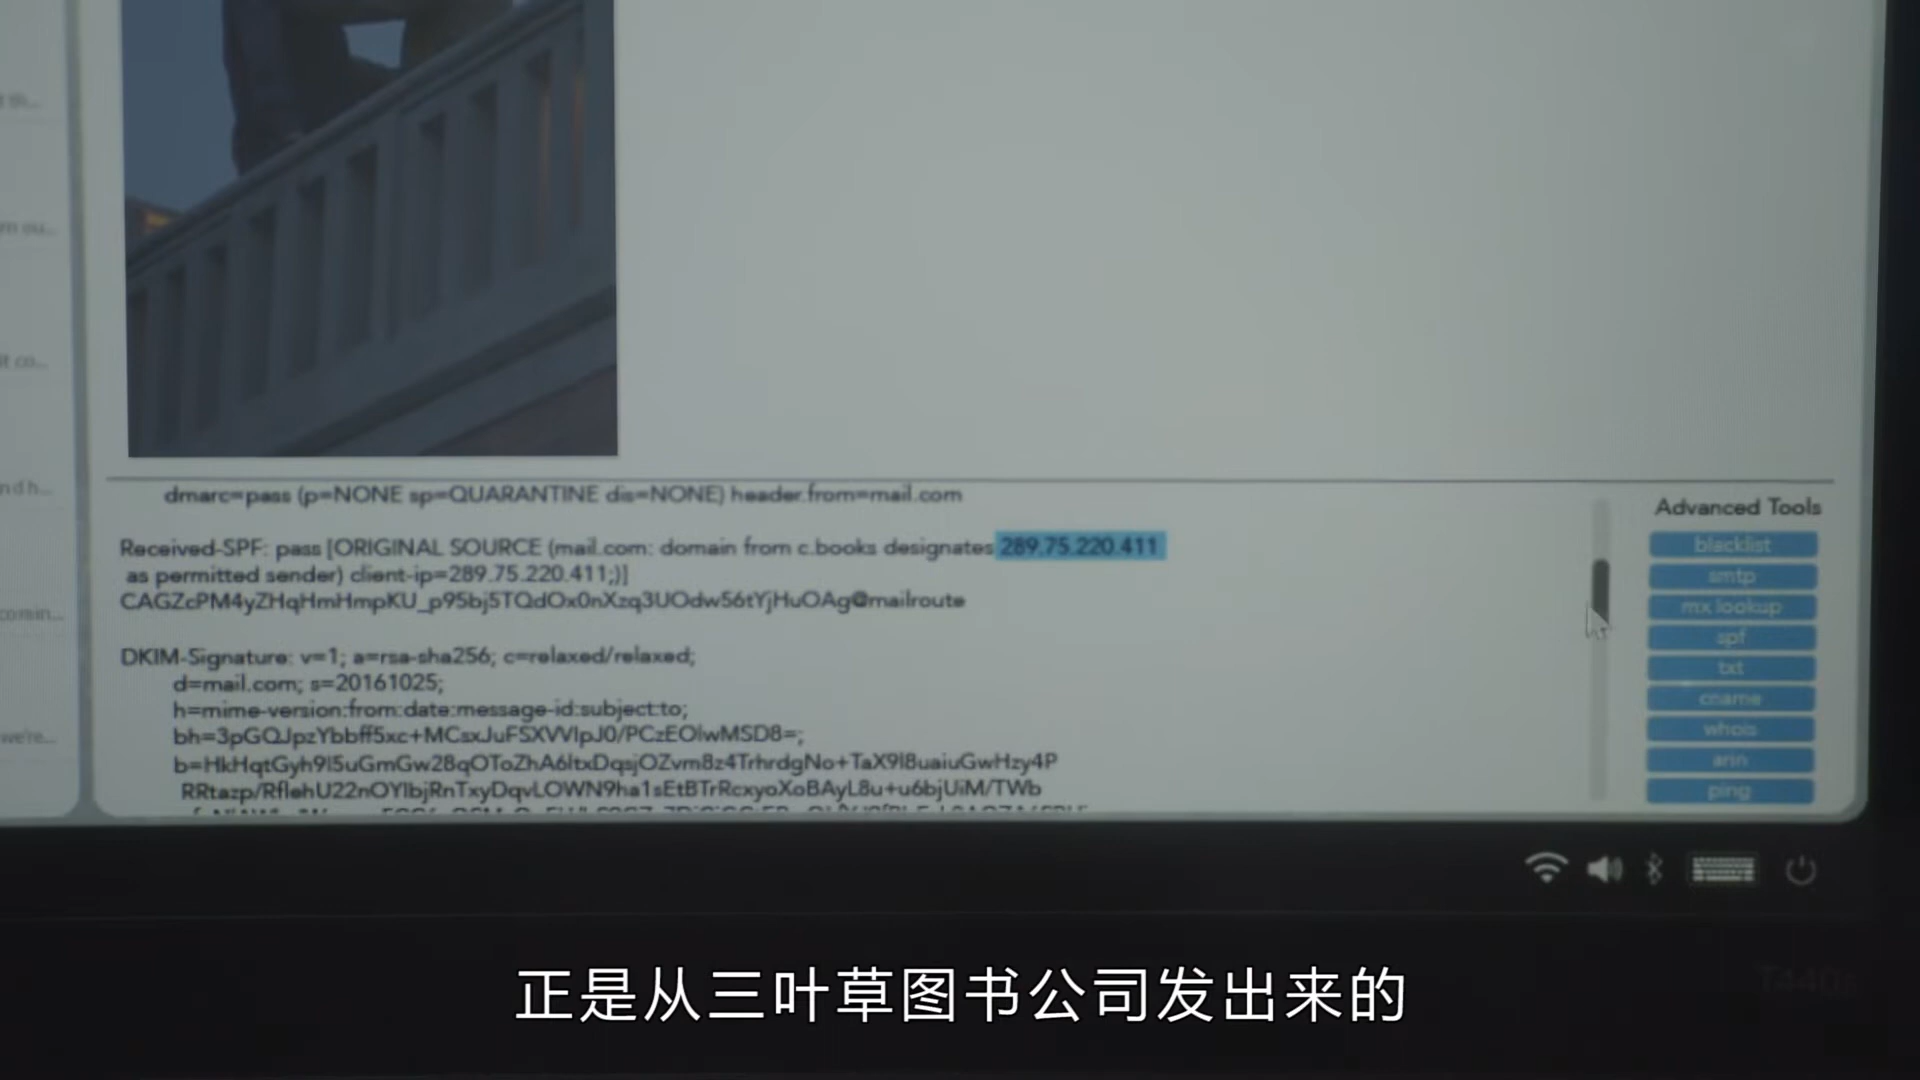 dmarc=pass (p=NONE sp=QUARANTINE dis=NONE) header.from=mail.com
Received-SPF: pass [ORIGINAL SOURCE (mail.com: domain from c.books designates 289.75.220.411
as permitted sender) client-ip=289.75.220.411;)]
CAGZcPM4yZHqHmHmpKU_p95bj5TQdOx0nXzq3UOdw56tYjHuOAg@mailroute
DKIM-Signature: v=1; a=rsa-sha256; c=relaxed/relaxed;
d=mail.com; s=20161025;
h=mime-version:from:date:message-id:subject:to;
bh=3pGQJpzYbbff5xc+MCsxJuFSXVVIpJ0/PCzEOlwMSD8=;
b=HkHqtGyh9l5uGmGw28qOToZhA6ltxDqsjOZvm8z4TrhrdgNo+TaX9l8uaiuGwHzy4P
RRtazp/RflehU22nOYlbjRnTxyDqvLOWN9ha1sEtBTrRcxyoXoBAyL8u+u6bjUiM/TWb
Advanced Tools
blacklist
smtp
mx lookup
spf
txt
cname
whois
arin
ping
正是从三叶草图书公司发出来的